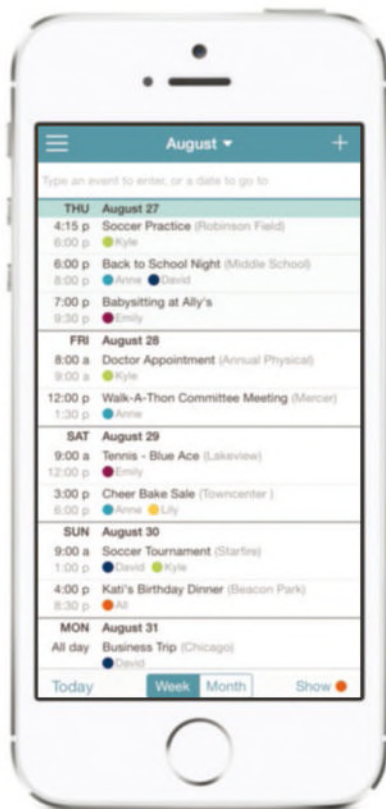 August
Type an event to enter, or a date to go to
THU August 27
4:15 p Soccer Practice (Robinson Field)
6:00 p Kyle
6:00 p Back to School Night (Middle School)
8:00 p Anne David
7:00 p Babysitting at Ally's
9:30 p Emily
FRI August 28
8:00 a Doctor Appointment (Annual Physical)
9:00 a Kyle
12:00 p Walk-A-Thon Committee Meeting (Mercer)
1:30 p Anne
SAT August 29
9:00 a Tennis - Blue Ace (Lakeview)
12:00 p Emily
3:00 p Cheer Bake Sale (Towncenter )
6:00 p Anne Lily
SUN August 30
9:00 a Soccer Tournament (Starfire)
1:00 p David Kyle
4:00 p Kati's Birthday Dinner (Beacon Park)
8:30 p All
MON August 31
All day Business Trip (Chicago)
David
Today Week Month Show